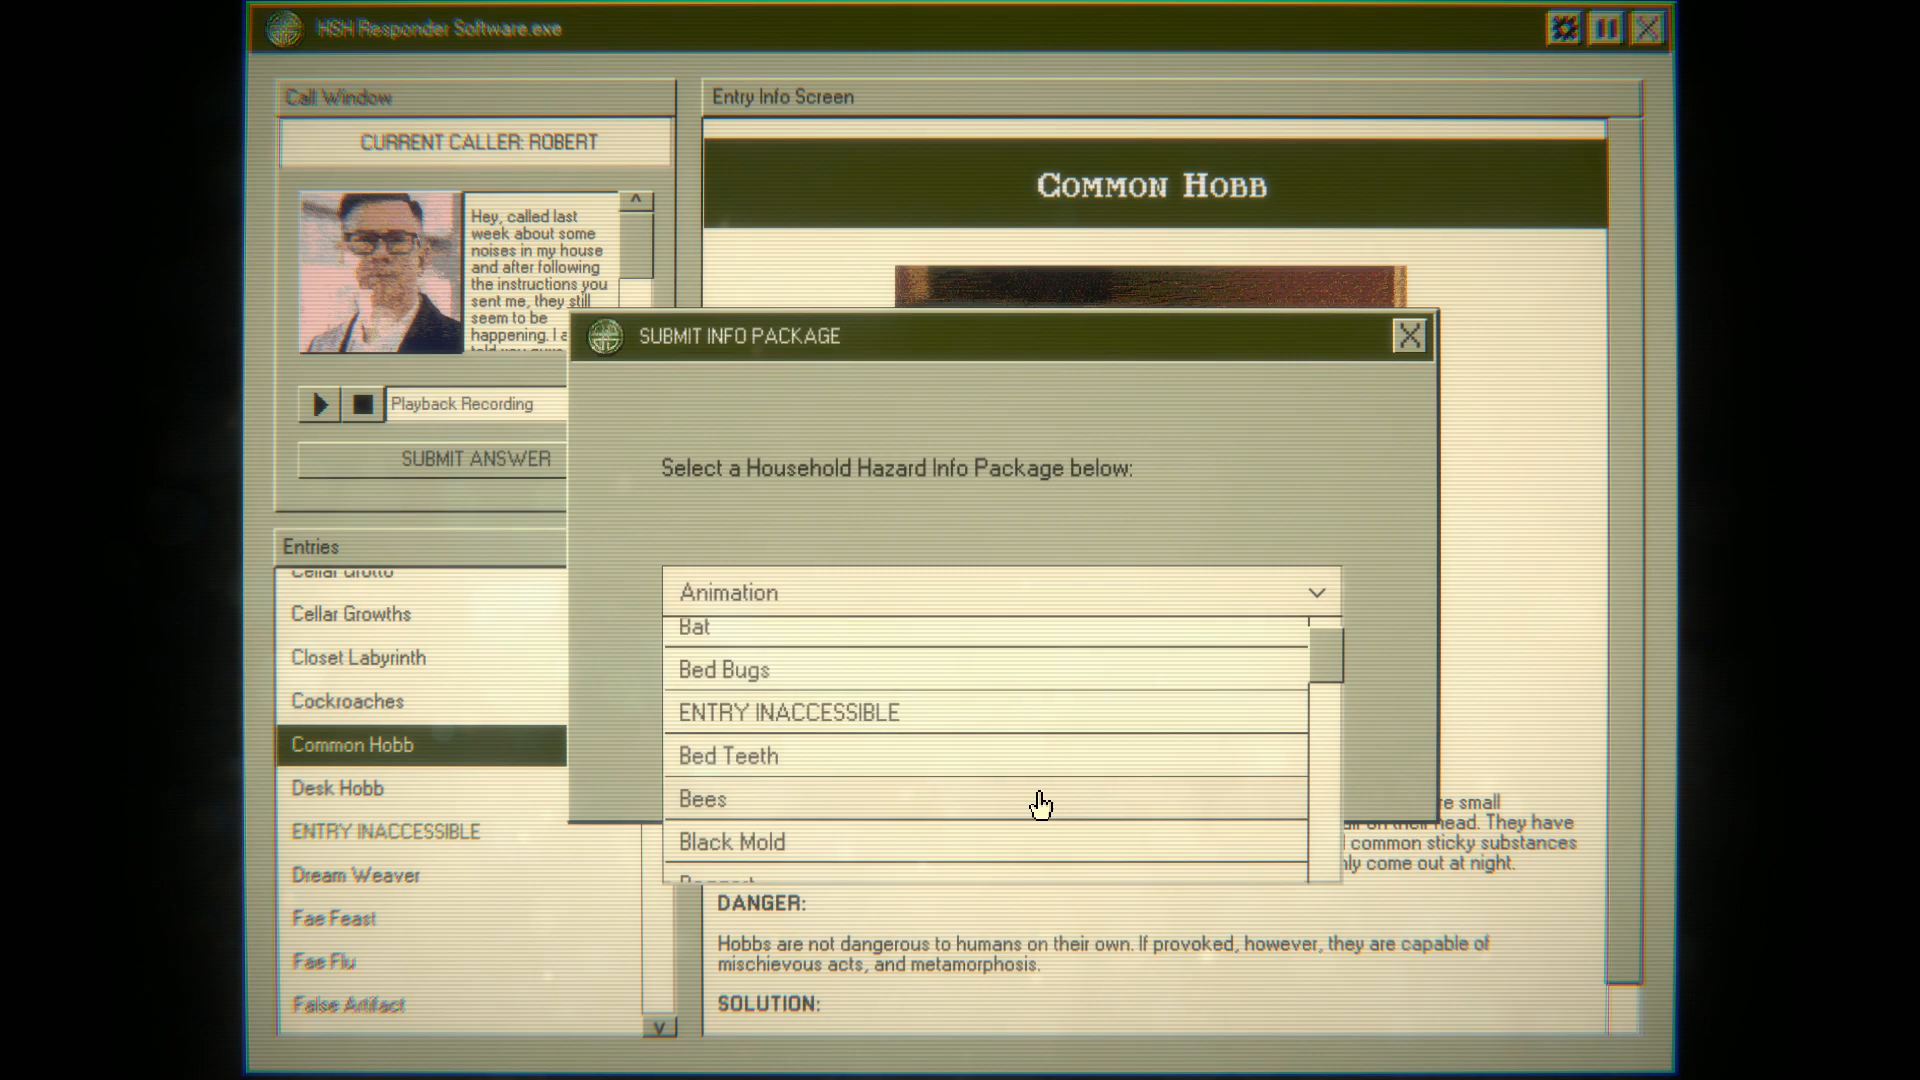 HSH Responder Software.exe
Call Window
CURRENT CALLER: ROBERT
Hey, called last
week about some
noises in my house
and after following
the instructions you
sent me, they still
seem to be
happening. I a
Playback Recording
SUBMIT ANSWER
Entries
Cellar Grotto
Cellar Growths
Closet Labyrinth
Cockroaches
Common Hobb
Desk Hobb
ENTRY INACCESSIBLE
Dream Weaver
Fae Feast
Fae Flu
False Artifact
V
Entry Info Screen
Common Hobb
SUBMIT INFO PACKAGE
Select a Household Hazard Info Package below:
Animation
Bat
Bed Bugs
ENTRY INACCESSIBLE
Bed Teeth
Bees
Black Mold
re small
on their head. They have
common sticky substances
nly come out at night.
DANGER:
Hobbs are not dangerous to humans on their own. If provoked, however, they are capable of
mischievous acts, and metamorphosis.
SOLUTION: